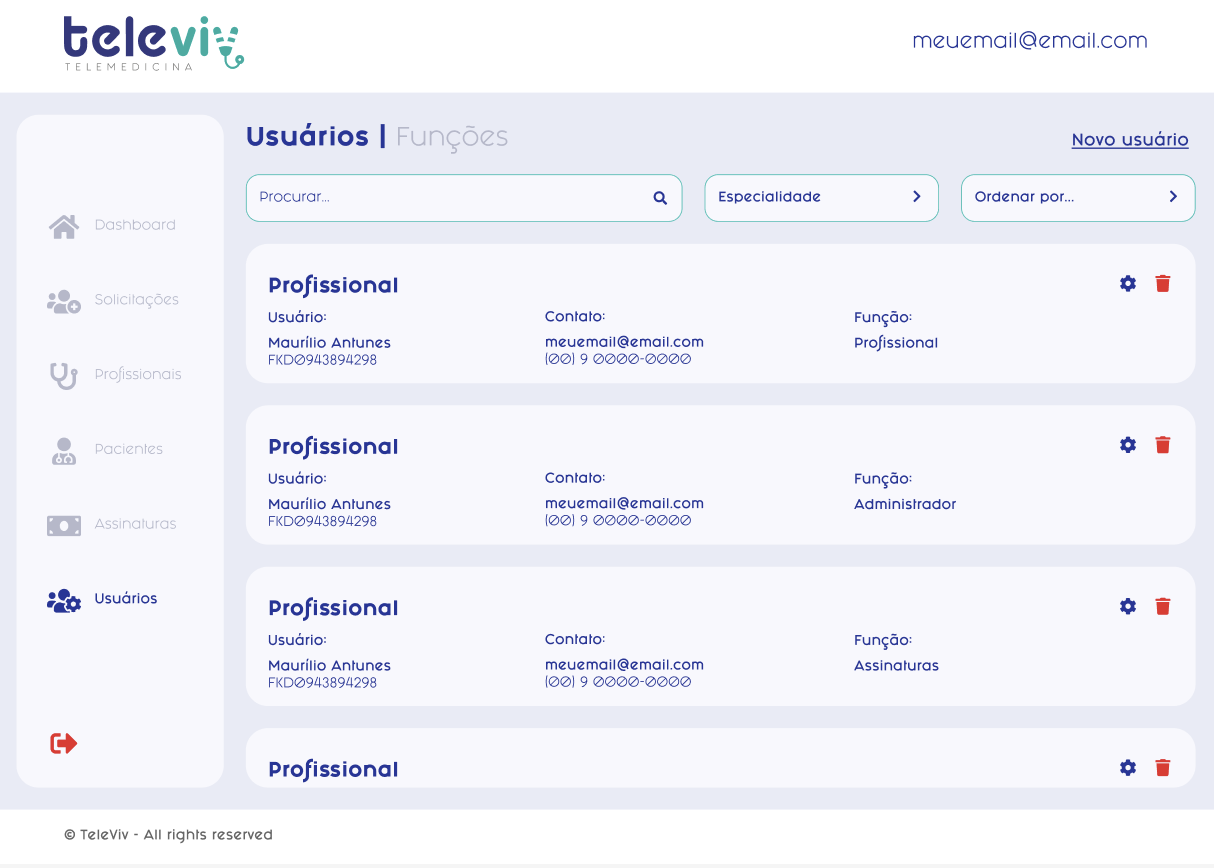 televiv
TELEMEDICINA
meuemail@email.com
Dashboard
Solicitações
Profissionais
Pacientes
Assinaturas
Usuários
Usuários | Funções
Novo usuário
Procurar...
Especialidade
Ordenar por...
Profissional
Usuário:
Contato:
Função:
Maurílio Antunes
meuemail@email.com
Profissional
FKD0943894298
(00) 9 0000-0000
Profissional
Usuário:
Contato:
Função:
Maurílio Antunes
meuemail@email.com
Administrador
FKD0943894298
(00) 9 0000-0000
Profissional
Usuário:
Contato:
Função:
Maurílio Antunes
meuemail@email.com
Assinaturas
FKD0943894298
(00) 9 0000-0000
Profissional
© TeleViv - All rights reserved